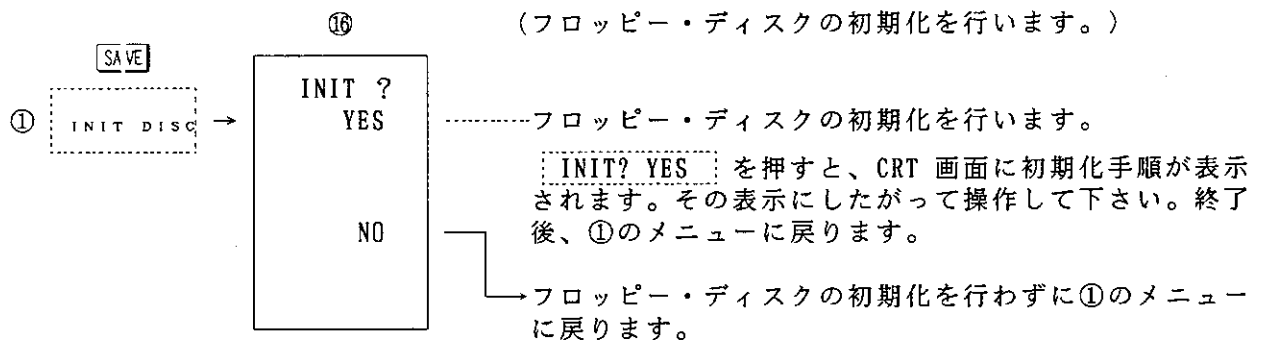 ⑯ (フロッピー・ディスクの初期化を行います。)
SAVE
① INIT DISC →
INIT ?
YES ………フロッピー・ディスクの初期化を行います。
INIT? YES を押すと、CRT 画面に初期化手順が表示
されます。その表示にしたがって操作して下さい。終了
後、①のメニューに戻ります。
NO
→フロッピー・ディスクの初期化を行わずに①のメニュー
に戻ります。